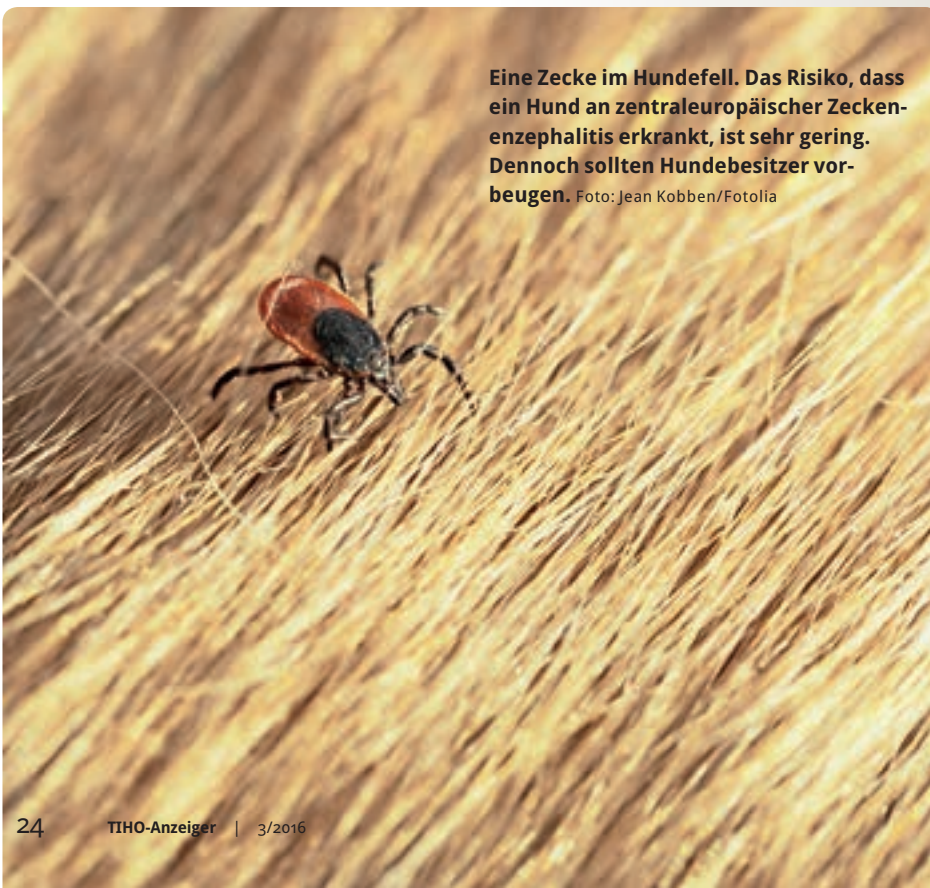 Eine Zecke im Hundefell. Das Risiko, dass
ein Hund an zentraleuropäischer Zecken-
enzephalitis erkrankt, ist sehr gering.
Dennoch sollten Hundebesitzer vor-
beugen. Foto: Jean Kobben/Fotolia
24 TIHO-Anzeiger | 3/2016